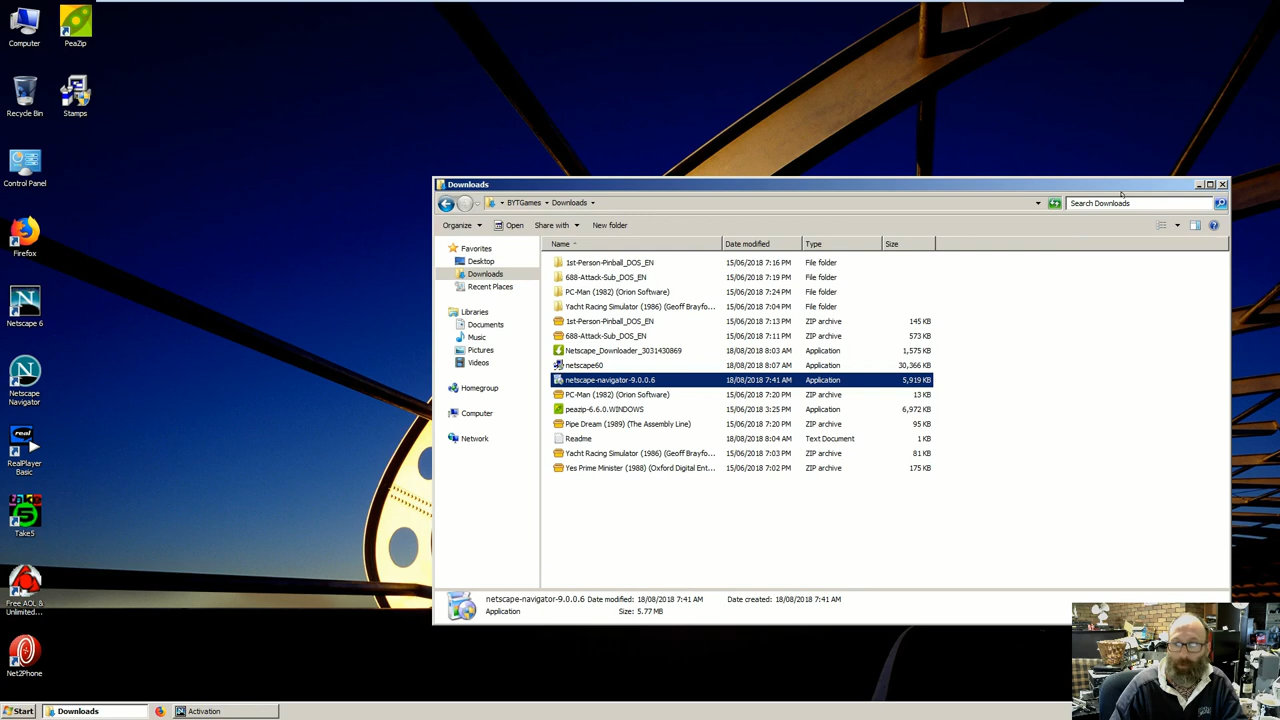 Computer
PeaZip
Recycle Bin
Stamps
Control Panel
Firefox
Netscape 6
Netscape
Navigator
real
RealPlayer
Basic
Take5
Free AOL &
Unlimited...
Net2Phone
Downloads
BYTGames Downloads
Search Downloads
Organize Open Share with New folder
Favorites
Desktop
Downloads
Recent Places
Libraries
Documents
Music
Pictures
Videos
Homegroup
Computer
Network
Name Date modified Type Size
1st-Person-Pinball_DOS_EN 15/06/2018 7:16 PM File folder
688-Attack-Sub_DOS_EN 15/06/2018 7:19 PM File folder
PC-Man (1982) (Orion Software) 15/06/2018 7:24 PM File folder
Yacht Racing Simulator (1986) (Geoff Brayfo... 15/06/2018 7:04 PM File folder
1st-Person-Pinball_DOS_EN 15/06/2018 7:13 PM ZIP archive 145 KB
688-Attack-Sub_DOS_EN 15/06/2018 7:11 PM ZIP archive 573 KB
Netscape_Downloader_3031430869 18/08/2018 8:03 AM Application 1,575 KB
netscape60 18/08/2018 8:07 AM Application 30,366 KB
netscape-navigator-9.0.0.6 18/08/2018 7:41 AM Application 5,919 KB
PC-Man (1982) (Orion Software) 15/06/2018 7:20 PM ZIP archive 13 KB
peazip-6.6.0.WINDOWS 15/06/2018 3:25 PM Application 6,972 KB
Pipe Dream (1989) (The Assembly Line) 15/06/2018 7:20 PM ZIP archive 95 KB
Readme 18/08/2018 8:04 AM Text Document 1 KB
Yacht Racing Simulator (1986) (Geoff Brayfo... 15/06/2018 7:03 PM ZIP archive 81 KB
Yes Prime Minister (1988) (Oxford Digital Ent... 15/06/2018 7:02 PM ZIP archive 175 KB
netscape-navigator-9.0.0.6 Date modified: 18/08/2018 7:41 AM Date created: 18/08/2018 7:41 AM
Application Size: 5.77 MB
Start Downloads Activation